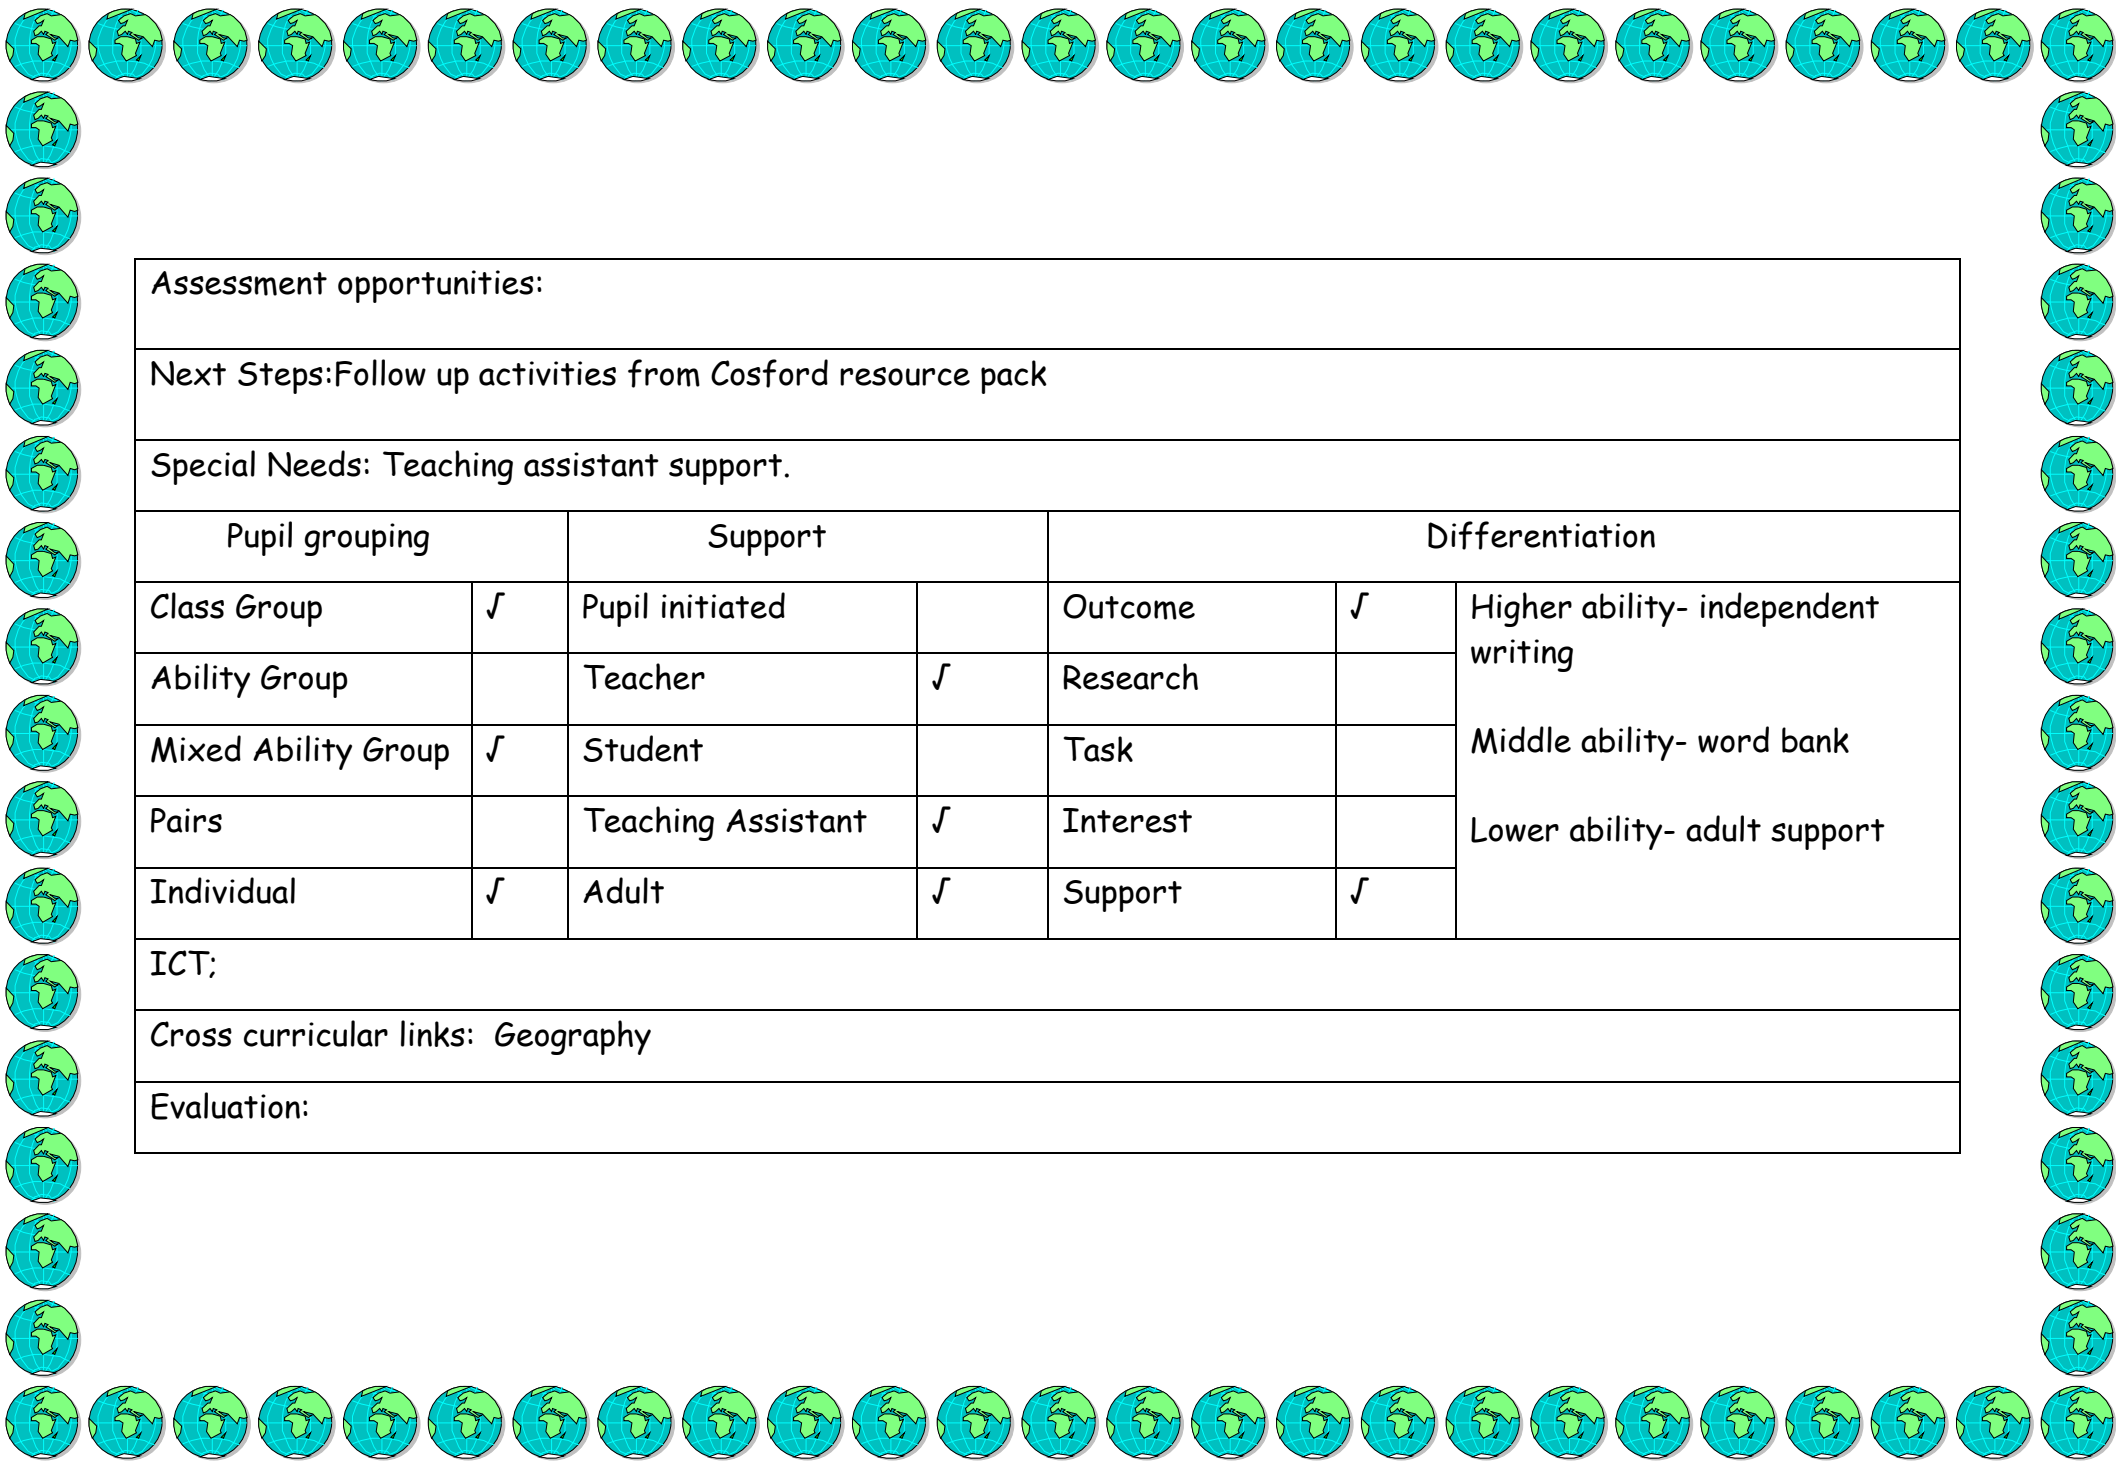 Assessment opportunities:
Next Steps:Follow up activities from Cosford resource pack
Special Needs: Teaching assistant support.
Pupil grouping Support Differentiation
Class Group √ Pupil initiated Outcome √ Higher ability- independent
writing
Ability Group Teacher √ Research
Mixed Ability Group √ Student Task Middle ability- word bank
Pairs Teaching Assistant √ Interest Lower ability- adult support
Individual √ Adult √ Support √
ICT;
Cross curricular links:  Geography
Evaluation: